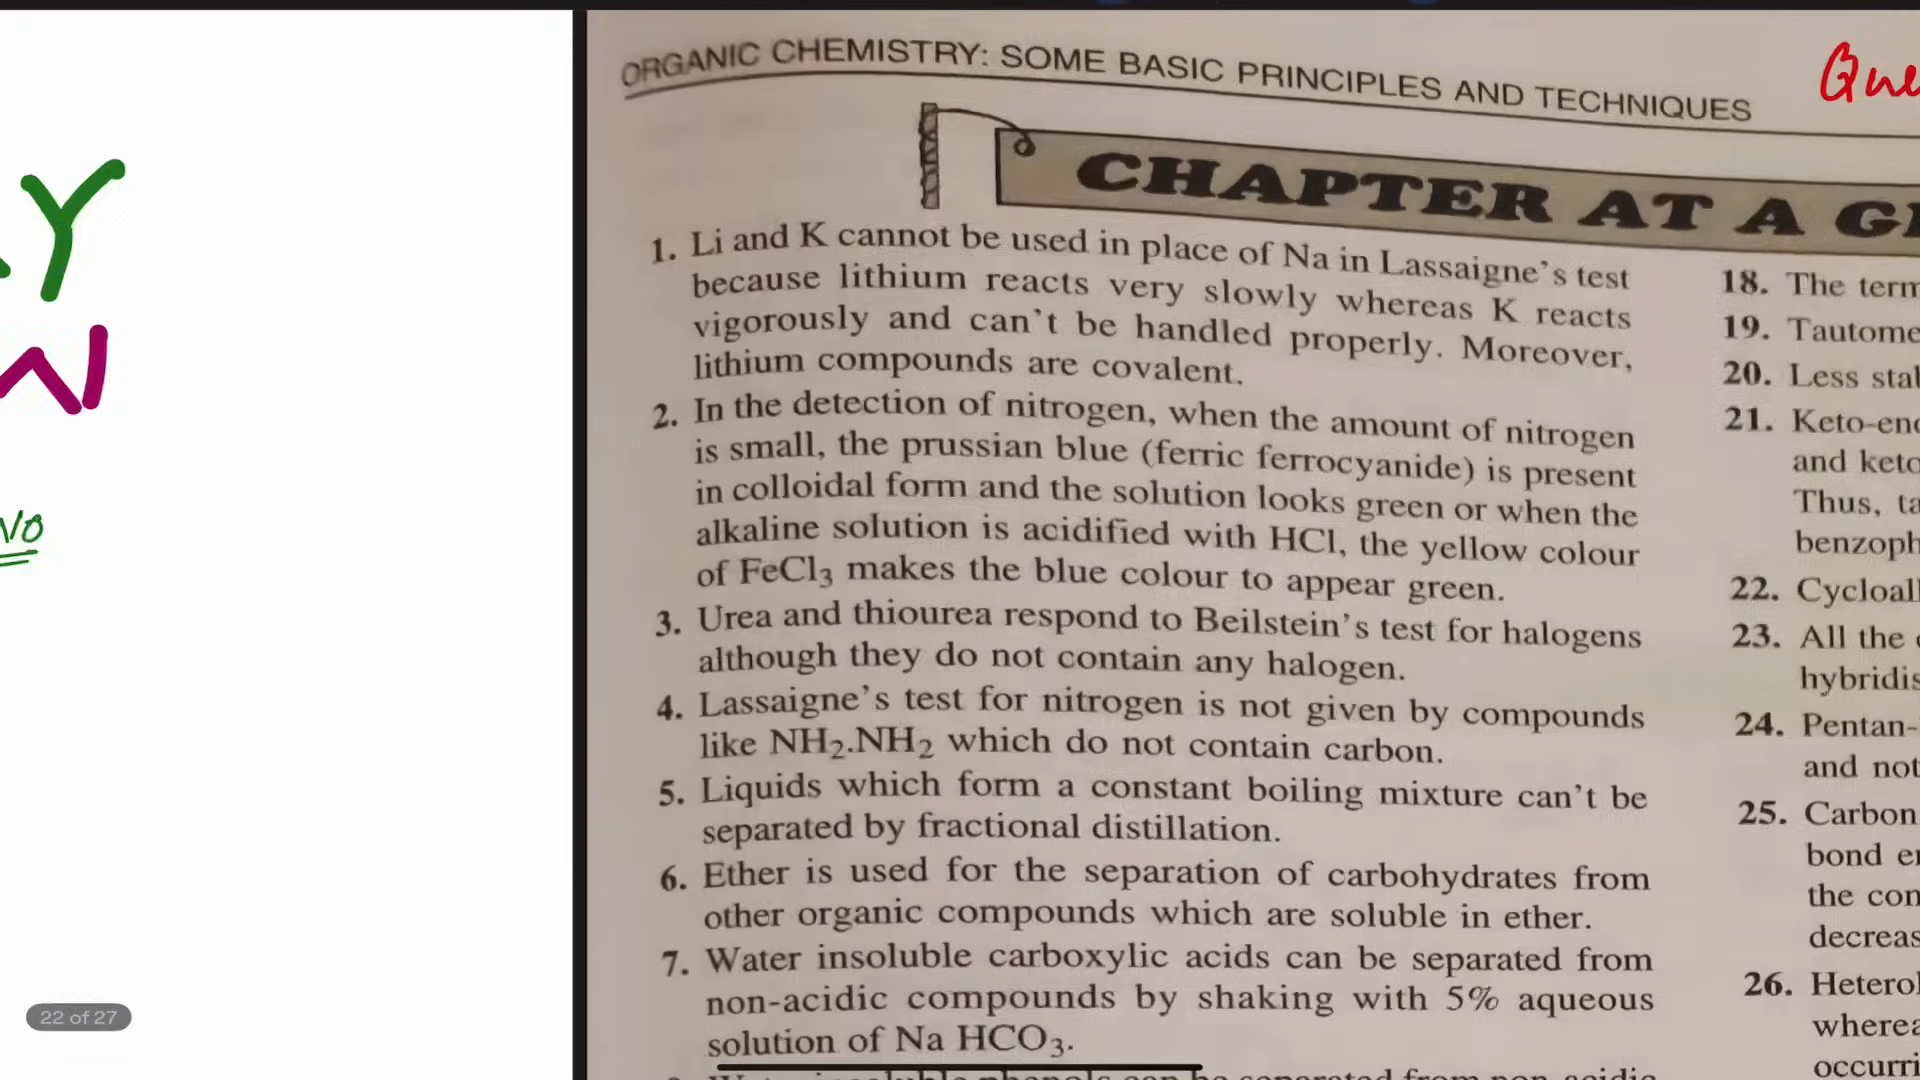 ORGANIC CHEMISTRY: SOME BASIC PRINCIPLES AND TECHNIQUES
CHAPTER AT A
1. Li and K cannot be used in place of Na in Lassaigne's test
because lithium reacts very slowly whereas K reacts
vigorously and can't be handled properly. Moreover,
lithium compounds are covalent.
2. In the detection of nitrogen, when the amount of nitrogen
is small, the prussian blue (ferric ferrocyanide) is present
in colloidal form and the solution looks green or when the
alkaline solution is acidified with HCl, the yellow colour
of FeCl₃ makes the blue colour to appear green.
3. Urea and thiourea respond to Beilstein's test for halogens
although they do not contain any halogen.
4. Lassaigne's test for nitrogen is not given by compounds
like NH₂.NH₂ which do not contain carbon.
5. Liquids which form a constant boiling mixture can't be
separated by fractional distillation.
6. Ether is used for the separation of carbohydrates from
other organic compounds which are soluble in ether.
7. Water insoluble carboxylic acids can be separated from
non-acidic compounds by shaking with 5% aqueous
solution of Na HCO₃.
18. The term
19. Tautome
20. Less stal
21. Keto-eno
and keto
Thus, ta
benzoph
22. Cycloall
23. All the
hybridis
24. Pentan-
and not
25. Carbon
bond en
the con
decreas
26. Heterol
wherea
occurri
Que
Y
22 of 27